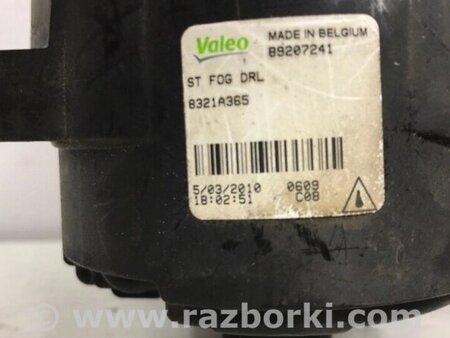 Valeo
MADE IN BELGIUM
89207241
ST FOG DRL
8321A365
5/03/2010 0609
18:02:51 C08
© www.razborki.com